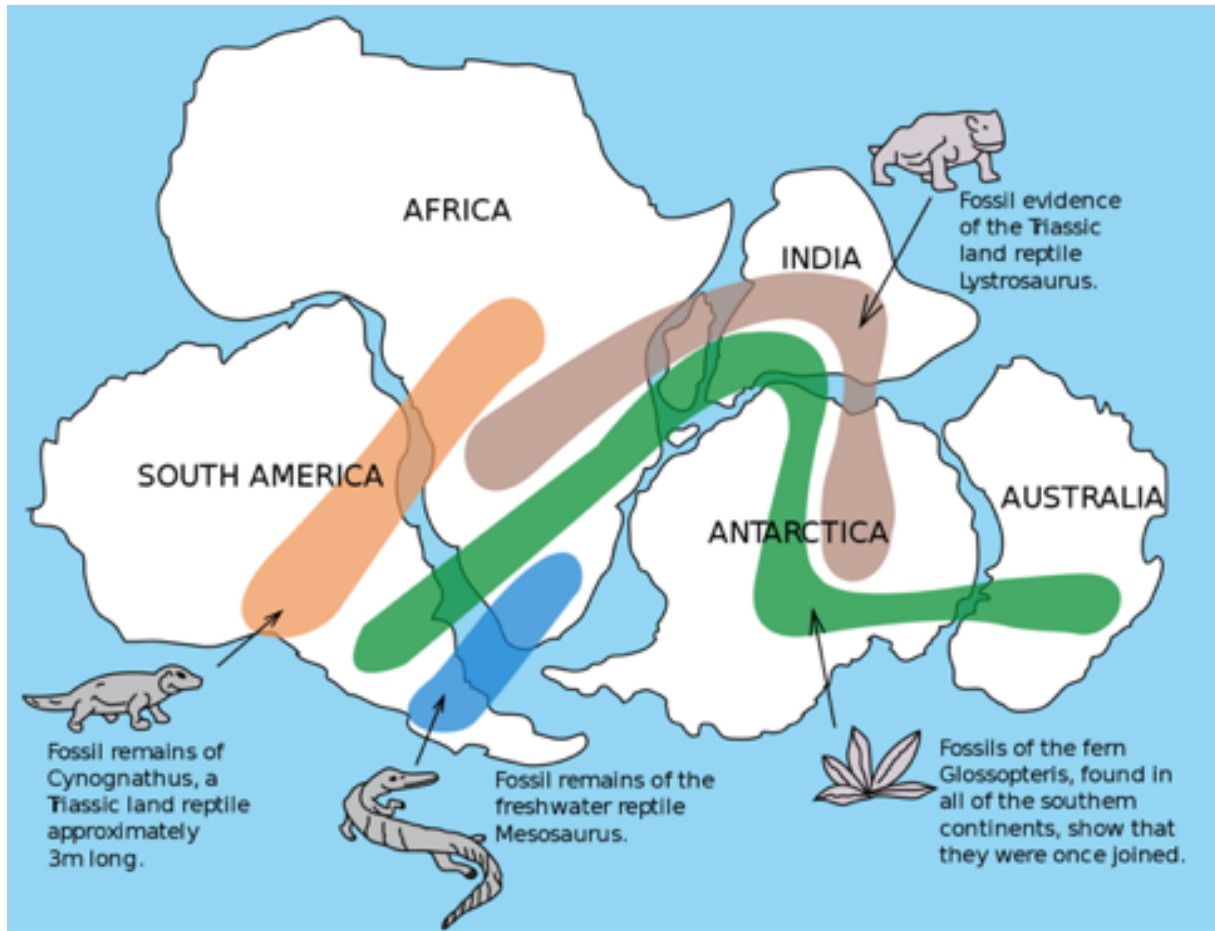 AFRICA
INDIA
Fossil evidence
of the Triassic
land reptile
Lystrosaurus.
SOUTH AMERICA
ANTARCTICA
AUSTRALIA
Fossil remains of
Cynognathus, a
Triassic land reptile
approximately
3m long.
Fossil remains of the
freshwater reptile
Mesosaurus.
Fossils of the fern
Glossopteris, found in
all of the southern
continents, show that
they were once joined.